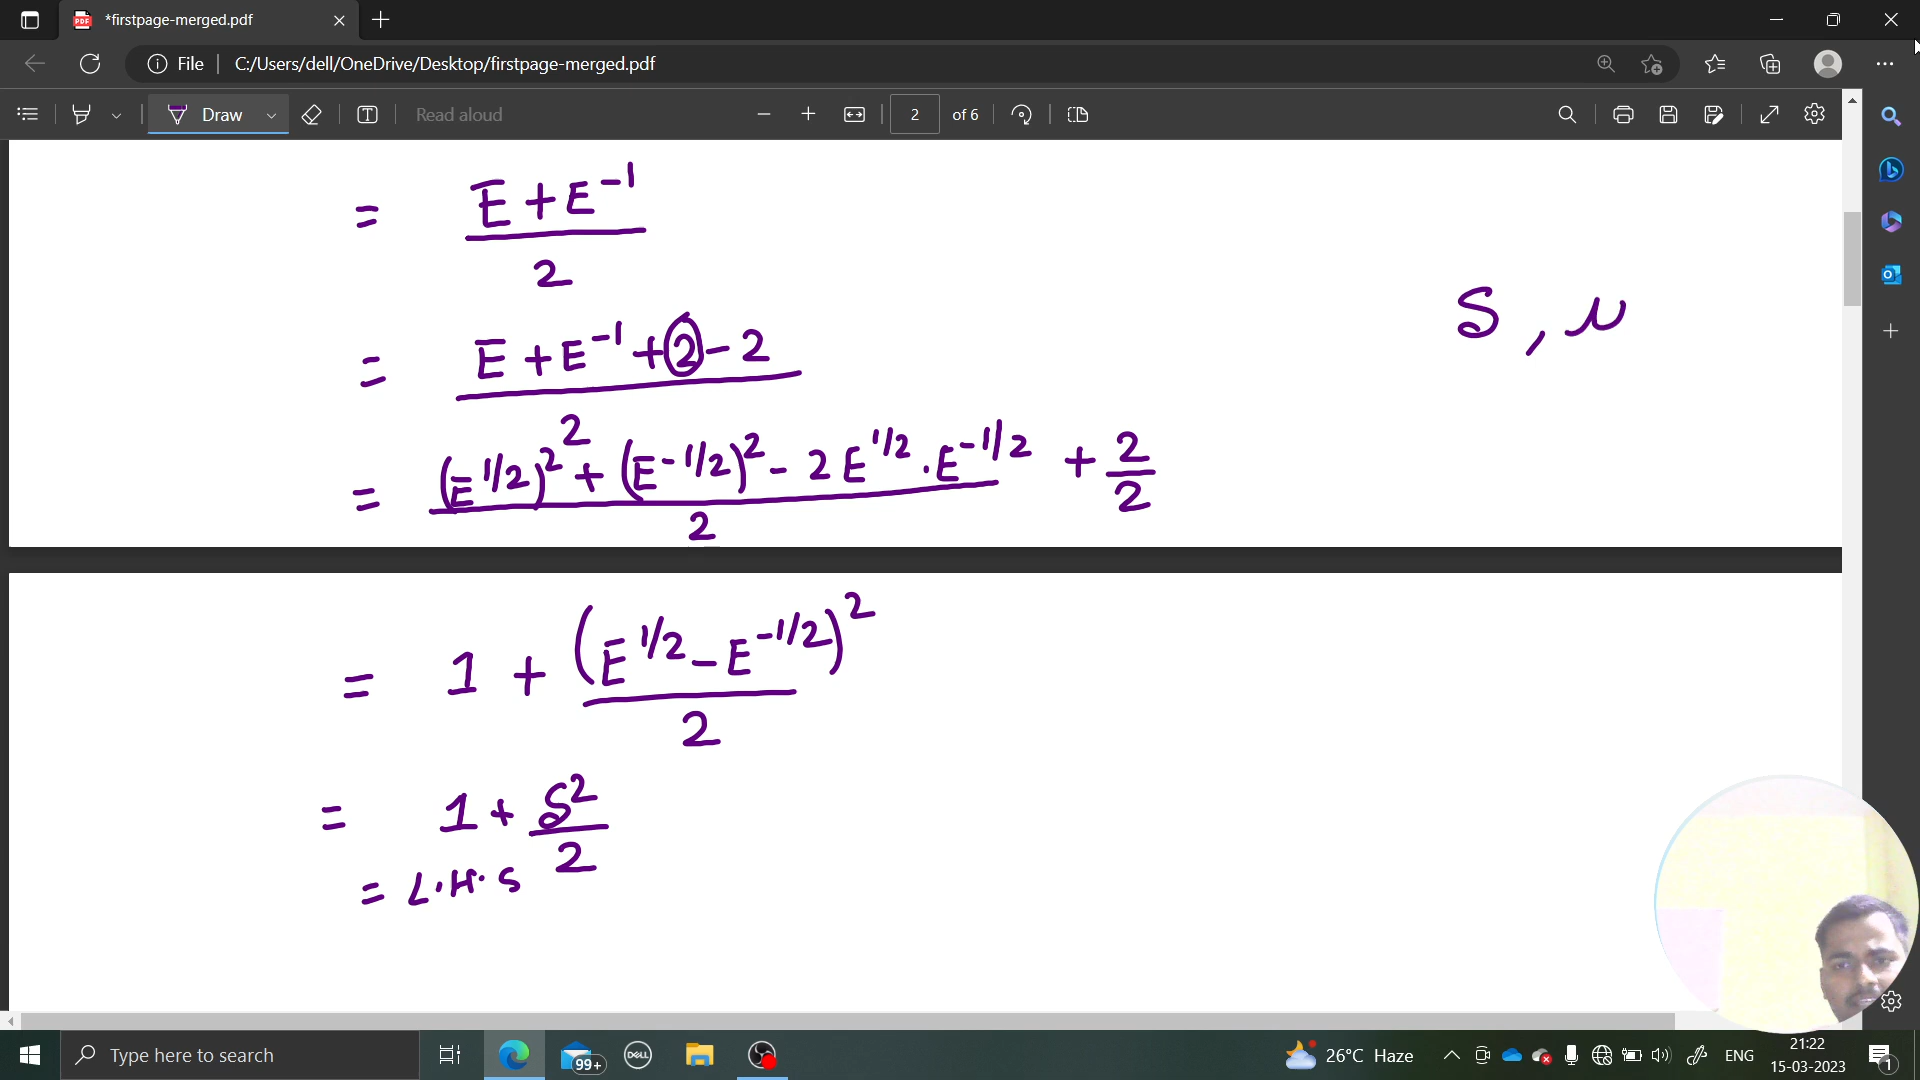 *firstpage-merged.pdf
File
C:/Users/dell/OneDrive/Desktop/firstpage-merged.pdf
Draw
Read aloud
2 of 6
= E + E⁻¹ / 2
= E + E⁻¹ + 2 - 2 / 2
S , μ
= (E^1/2)² + (E^-1/2)² - 2 E^1/2 . E^-1/2 / 2 + 2/2
= 1 + (E^1/2 - E^-1/2)² / 2
= 1 + S²/2
= L.H.S
Type here to search
99+
DELL
26°C Haze
ENG
21:22
15-03-2023
1